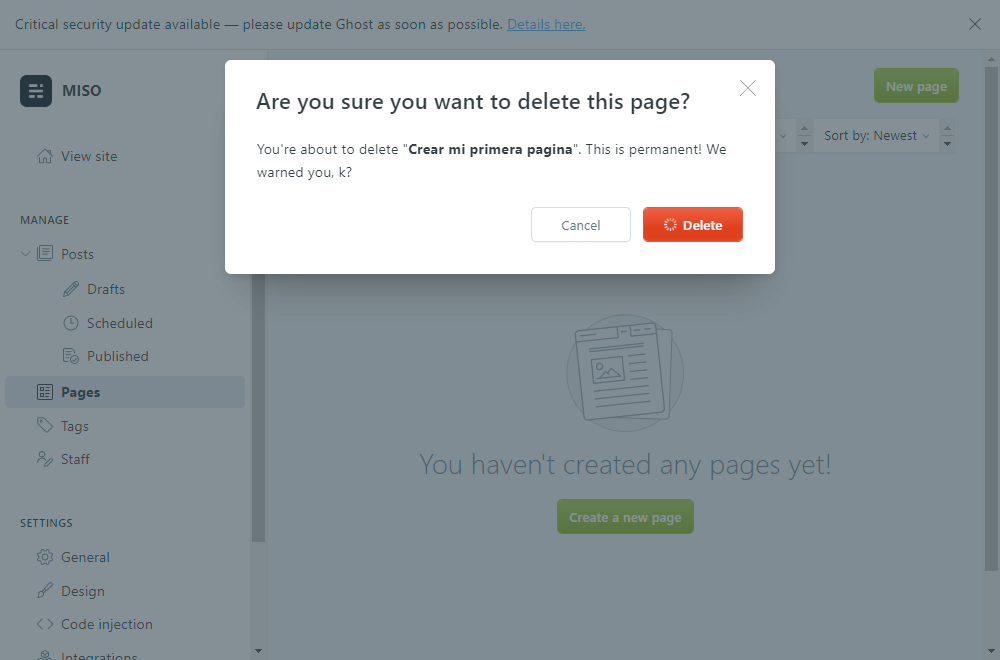 Critical security update available — please update Ghost as soon as possible. Details here.
MISO
View site
MANAGE
Posts
Drafts
Scheduled
Published
Pages
Tags
Staff
SETTINGS
General
Design
Code injection
Integrations
New page
Sort by: Newest
Are you sure you want to delete this page?
You're about to delete "Crear mi primera pagina". This is permanent! We
warned you, k?
Cancel
Delete
You haven't created any pages yet!
Create a new page